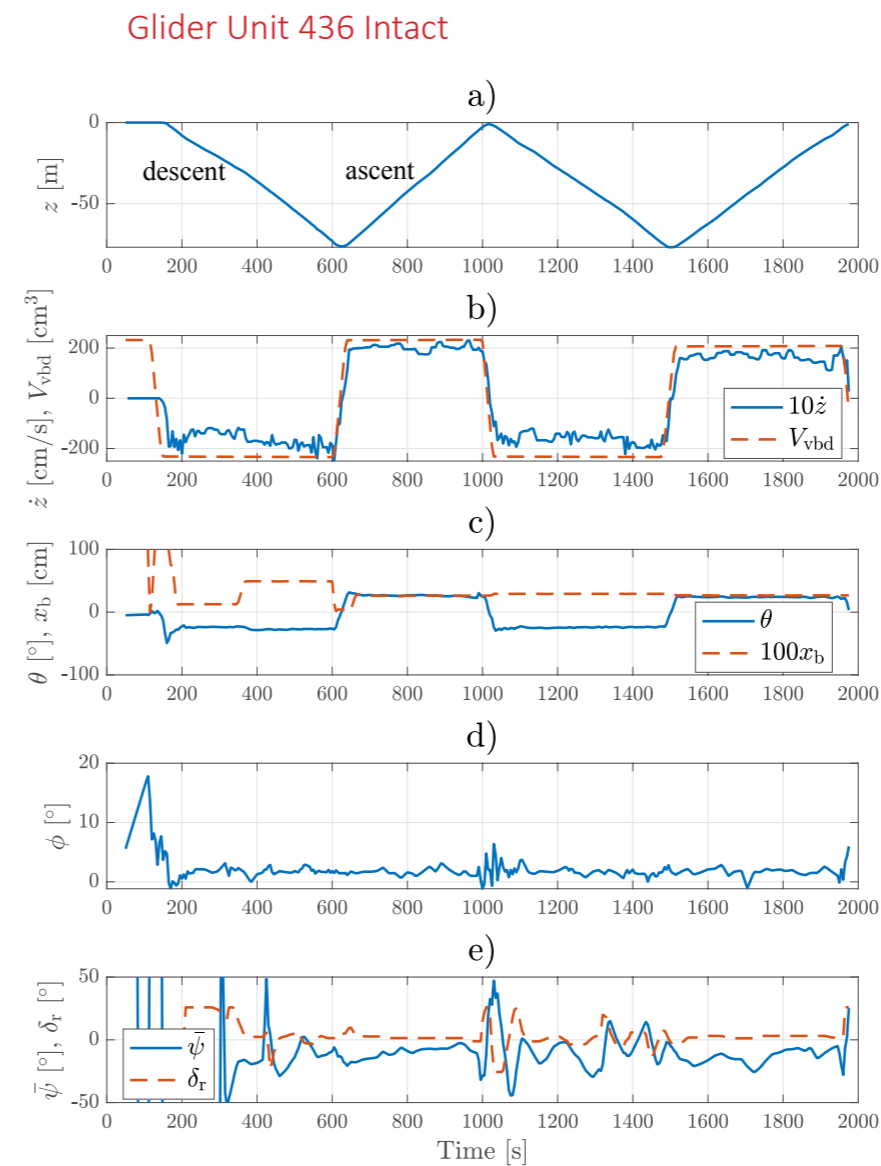 Glider Unit 436 Intact
a)
0
-50
z [m]
descent
ascent
0 200 400 600 800 1000 1200 1400 1600 1800 2000
b)
200
0
-200
ż [cm/s], V_vbd [cm³]
10ż
V_vbd
0 200 400 600 800 1000 1200 1400 1600 1800 2000
c)
100
0
-100
θ [°], x_b [cm]
θ
100x_b
0 200 400 600 800 1000 1200 1400 1600 1800 2000
d)
20
10
0
ϕ [°]
0 200 400 600 800 1000 1200 1400 1600 1800 2000
e)
50
0
-50
ψ̄ [°], δ_r [°]
ψ̄
δ_r
0 200 400 600 800 1000 1200 1400 1600 1800 2000
Time [s]